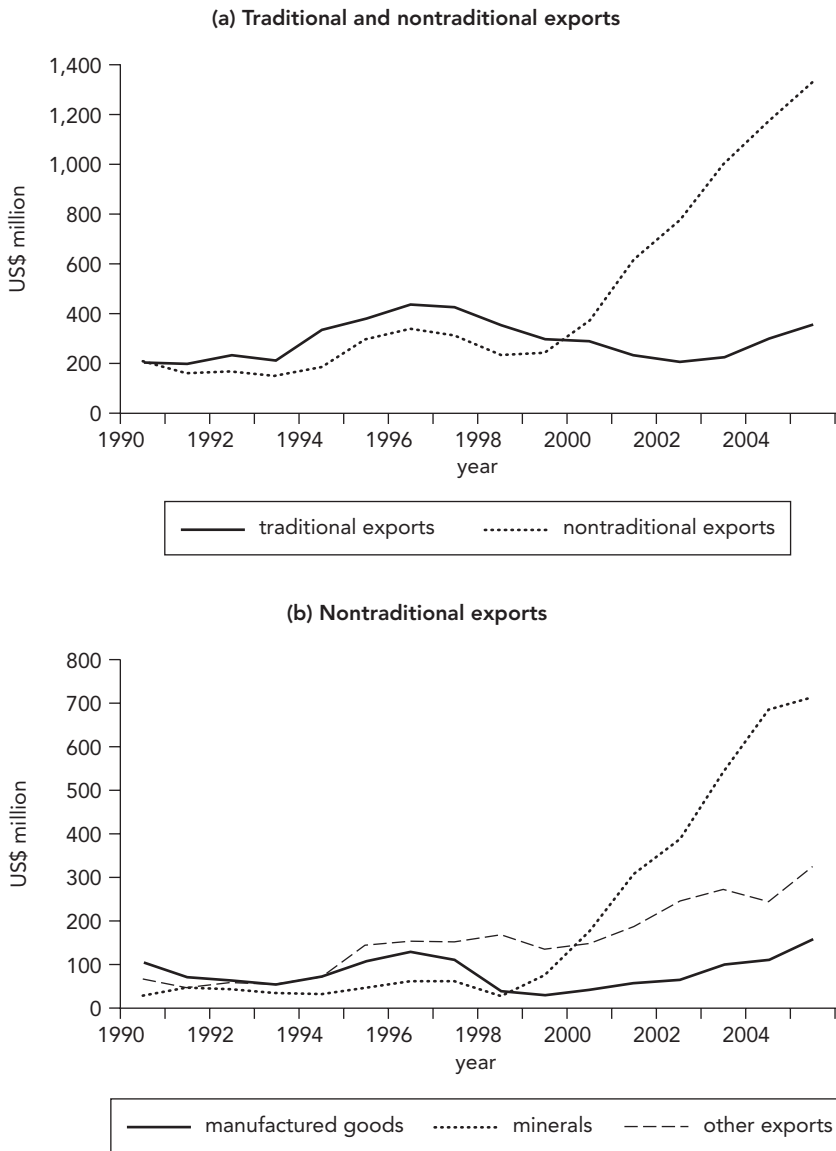 (a) Traditional and nontraditional exports
1,400
1,200
1,000
800
600
400
200
0
US$ million
1990 1992 1994 1996 1998 2000 2002 2004
year
traditional exports nontraditional exports
(b) Nontraditional exports
800
700
600
500
400
300
200
100
0
US$ million
1990 1992 1994 1996 1998 2000 2002 2004
year
manufactured goods minerals other exports